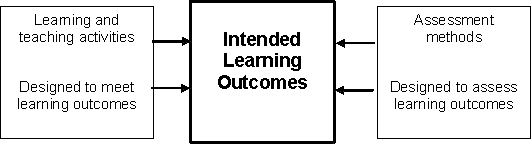 Learning and
teaching activities
Designed to meet
learning outcomes
Intended
Learning
Outcomes
Assessment
methods
Designed to assess
learning outcomes